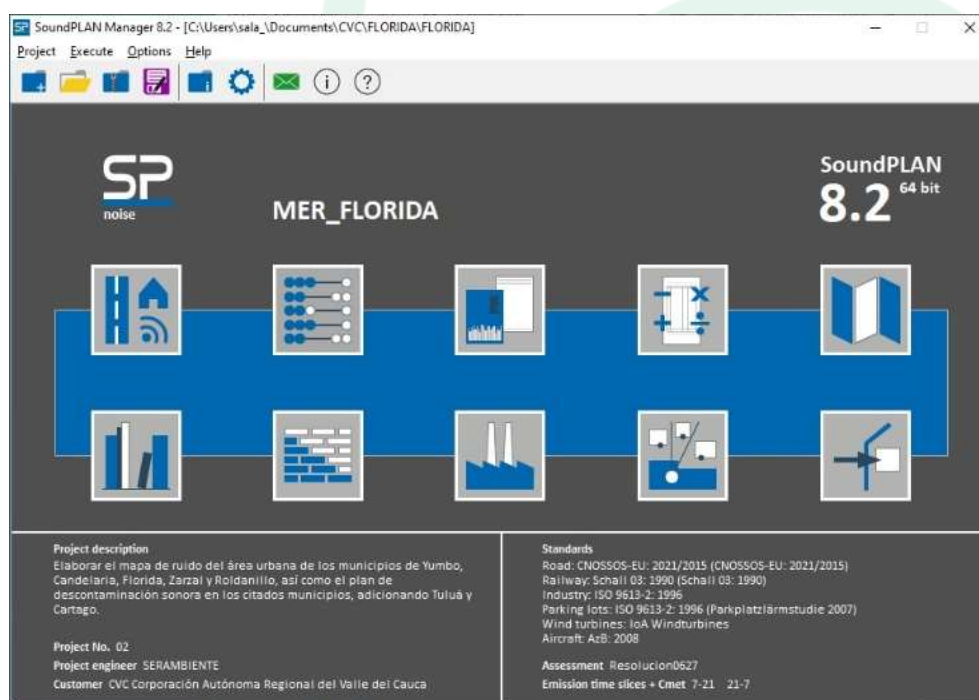 SoundPLAN Manager 8.2 - [C:\Users\sala_\Documents\CVC\FLORIDA\FLORIDA]
Project Execute Options Help
SP
noise
MER_FLORIDA
SoundPLAN
8.2 64 bit
Project description
Elaborar el mapa de ruido del área urbana de los municipios de Yumbo,
Candelaria, Florida, Zarzal y Roldanillo, así como el plan de
descontaminación sonora en los citados municipios, adicionando Tuluá y
Cartago.
Project No. 02
Project engineer SERAMBIENTE
Customer CVC Corporación Autónoma Regional del Valle del Cauca
Standards
Road: CNOSSOS-EU: 2021/2015 (CNOSSOS-EU: 2021/2015)
Railway: Schall 03: 1990 (Schall 03: 1990)
Industry: ISO 9613-2: 1996
Parking lots: ISO 9613-2: 1996 (Parkplatzlärmstudie 2007)
Wind turbines: IoA Windturbines
Aircraft: AzB: 2008
Assessment Resolucion0627
Emission time slices + Cmet 7-21 21-7